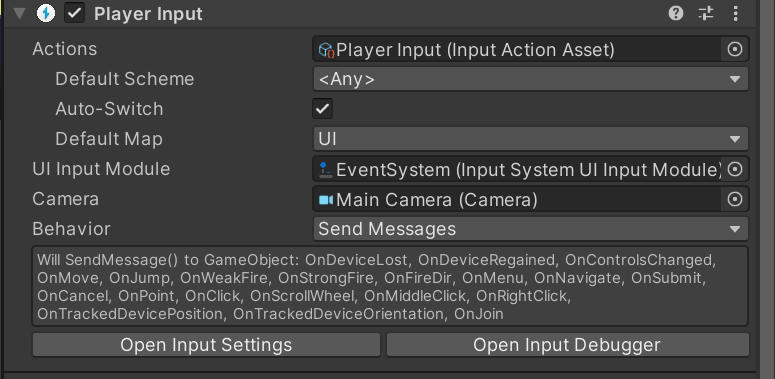 Player Input
Actions Player Input (Input Action Asset)
Default Scheme <Any>
Auto-Switch
Default Map UI
UI Input Module EventSystem (Input System UI Input Module)
Camera Main Camera (Camera)
Behavior Send Messages
Will SendMessage() to GameObject: OnDeviceLost, OnDeviceRegained, OnControlsChanged,
OnMove, OnJump, OnWeakFire, OnStrongFire, OnFireDir, OnMenu, OnNavigate, OnSubmit,
OnCancel, OnPoint, OnClick, OnScrollWheel, OnMiddleClick, OnRightClick,
OnTrackedDevicePosition, OnTrackedDeviceOrientation, OnJoin
Open Input Settings Open Input Debugger